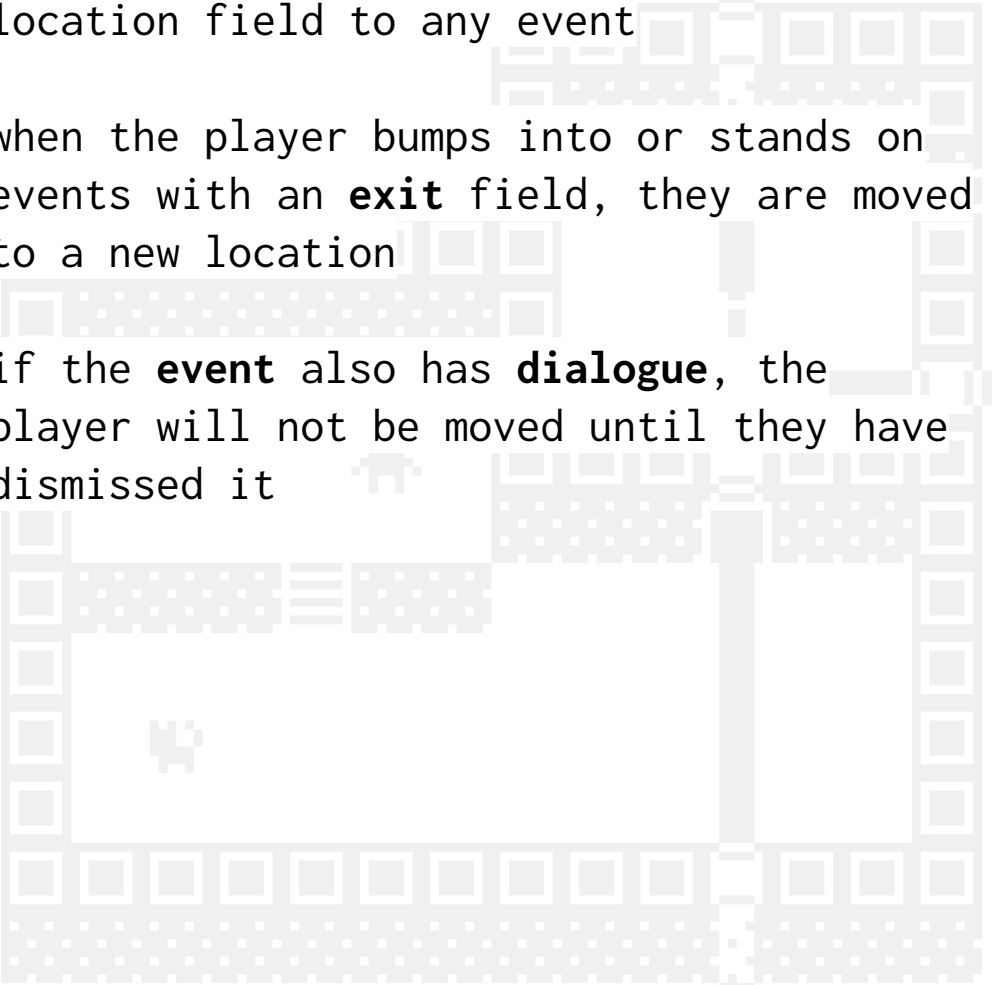 location field to any event
when the player bumps into or stands on
events with an exit field, they are moved
to a new location
if the event also has dialogue, the
player will not be moved until they have
dismissed it